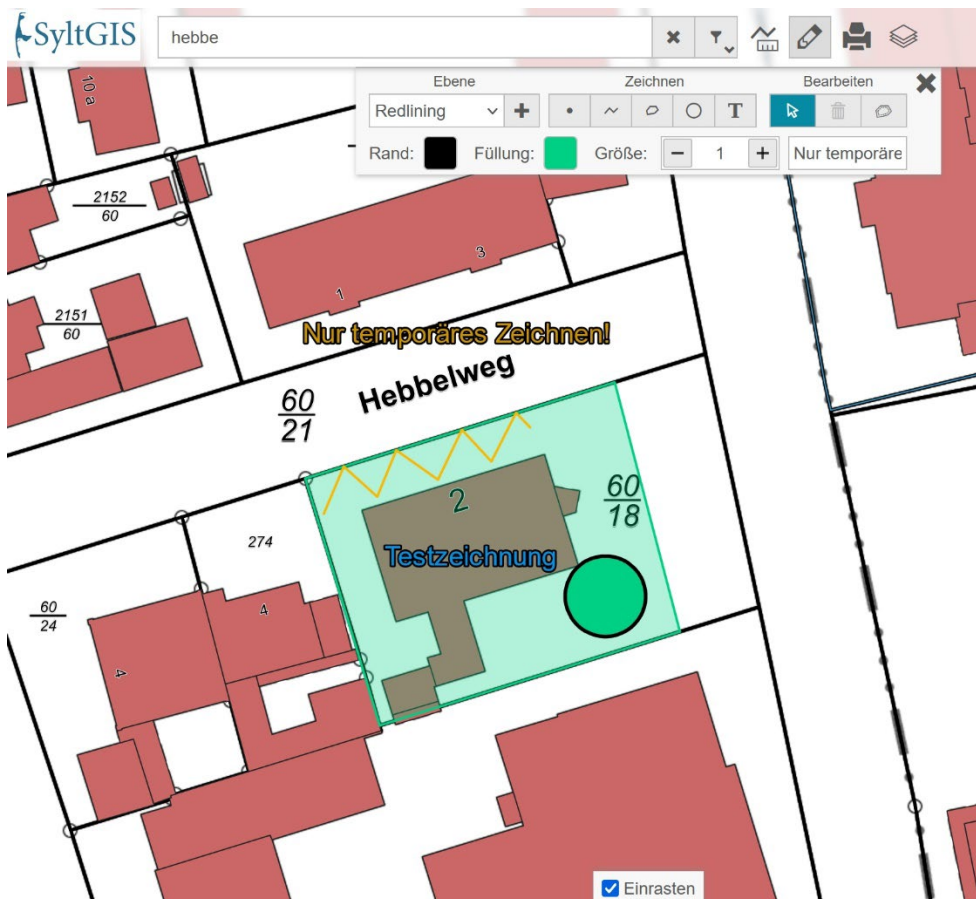 SyltGIS
hebbe
Ebene
Zeichnen
Bearbeiten
Redlining
T
Rand:
Füllung:
Größe:
1
Nur temporäre
10 a
2152
60
3
1
2151
60
Nur temporäres Zeichnen!
Hebbelweg
60
21
2
60
18
274
Testzeichnung
60
24
4
4
Einrasten